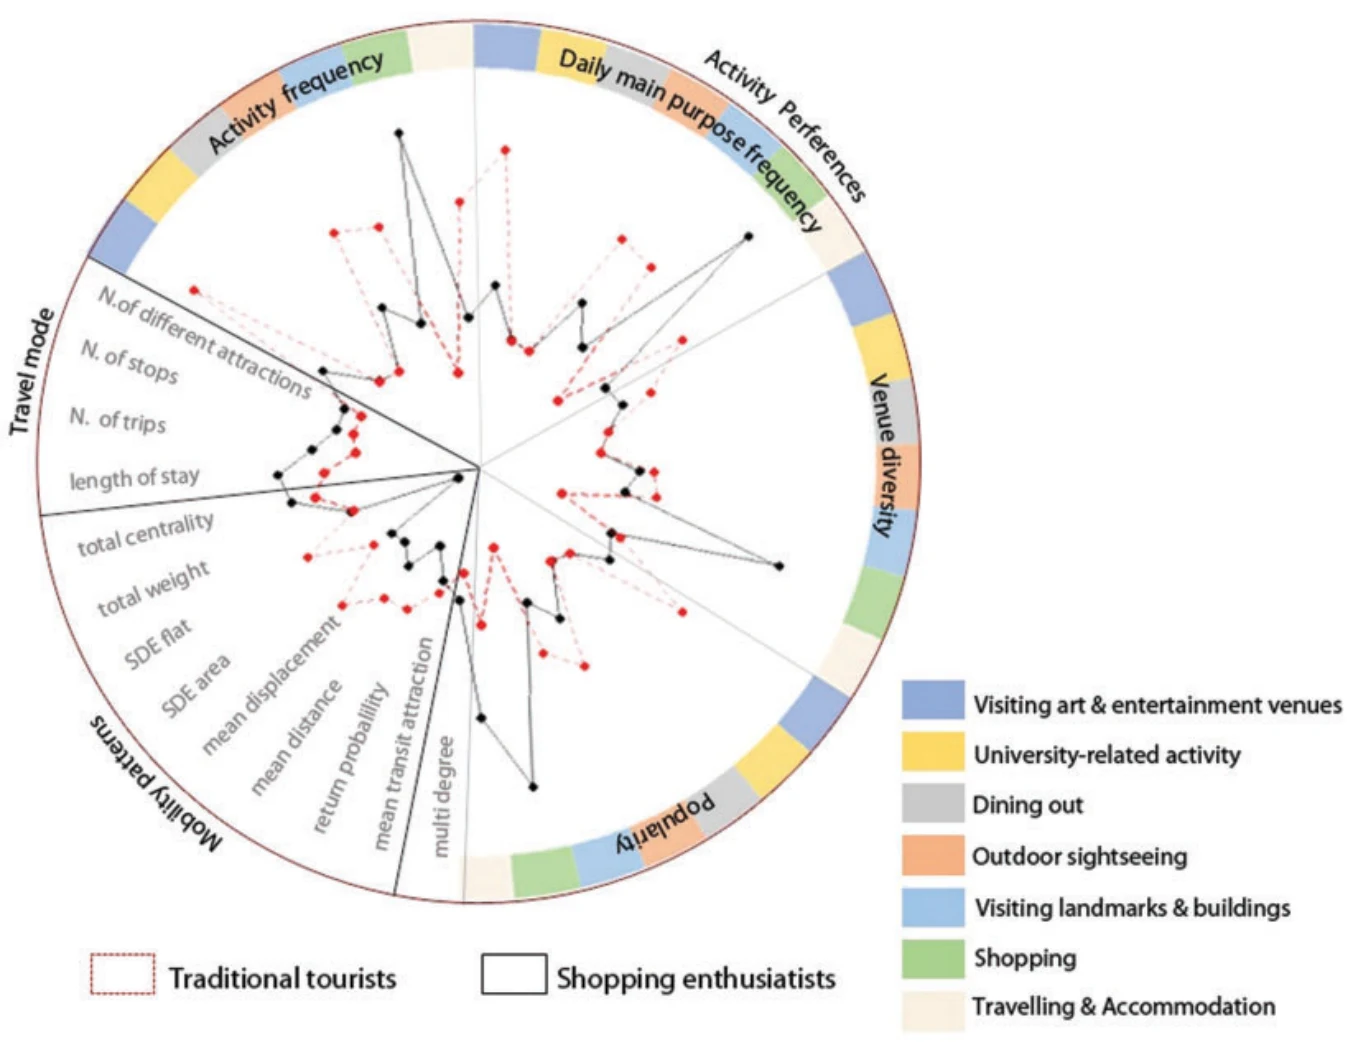 Activity Perferences
Activity frequency
Daily main purpose frequency
Venue diversity
Popularity
Travel mode
N.of different attractions
N. of stops
N. of trips
length of stay
Mobility patterns
total centrality
total weight
SDE flat
SDE area
mean displacement
mean distance
return probalility
mean transit attraction
multi degree
Visiting art & entertainment venues
University-related activity
Dining out
Outdoor sightseeing
Visiting landmarks & buildings
Shopping
Travelling & Accommodation
Traditional tourists
Shopping enthusiatists